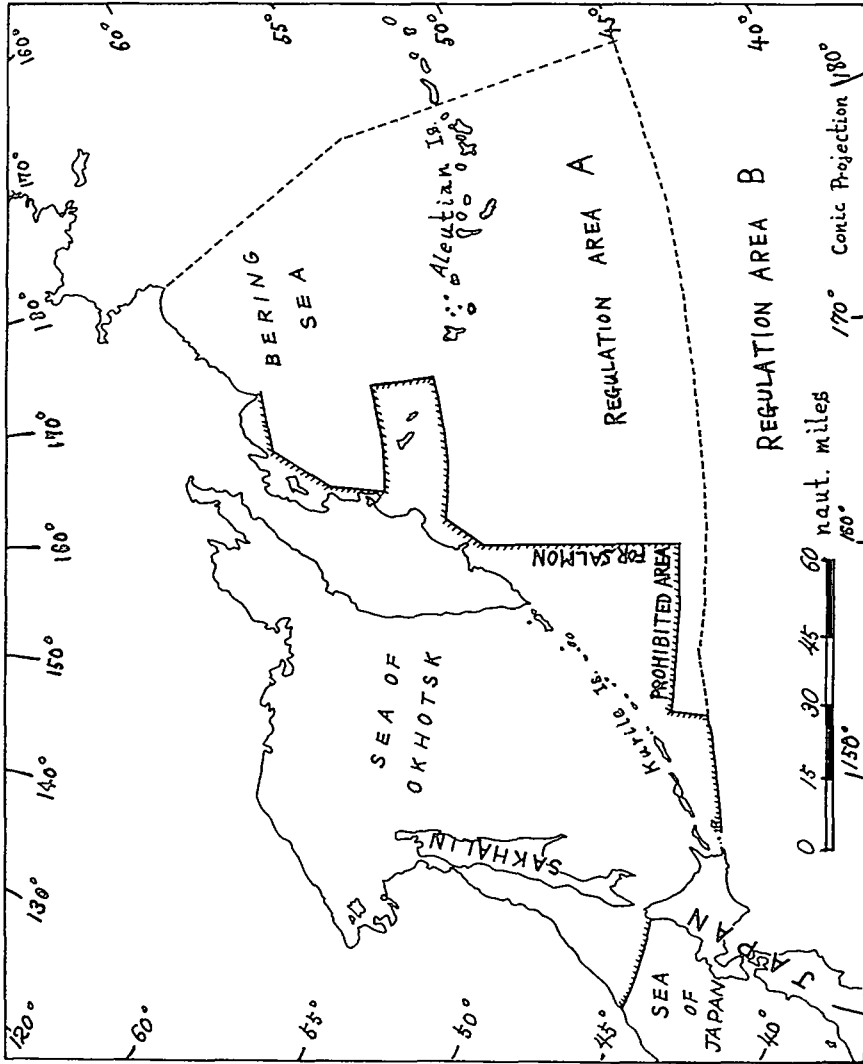 120°
130°
140°
150°
160°
170°
180°
170°
160°
60°
55°
50°
45°
40°
60°
55°
50°
45°
40°
BERING
SEA
Aleutian Is.
SEA OF
OKHOTSK
SAKHALIN
Kurile Is.
PROHIBITED AREA
FOR SALMON
REGULATION AREA A
REGULATION AREA B
SEA
OF
JAPAN
JAPAN
0 15 30 45 60 naut. miles
150°
160°
170°
180°
Conic Projection